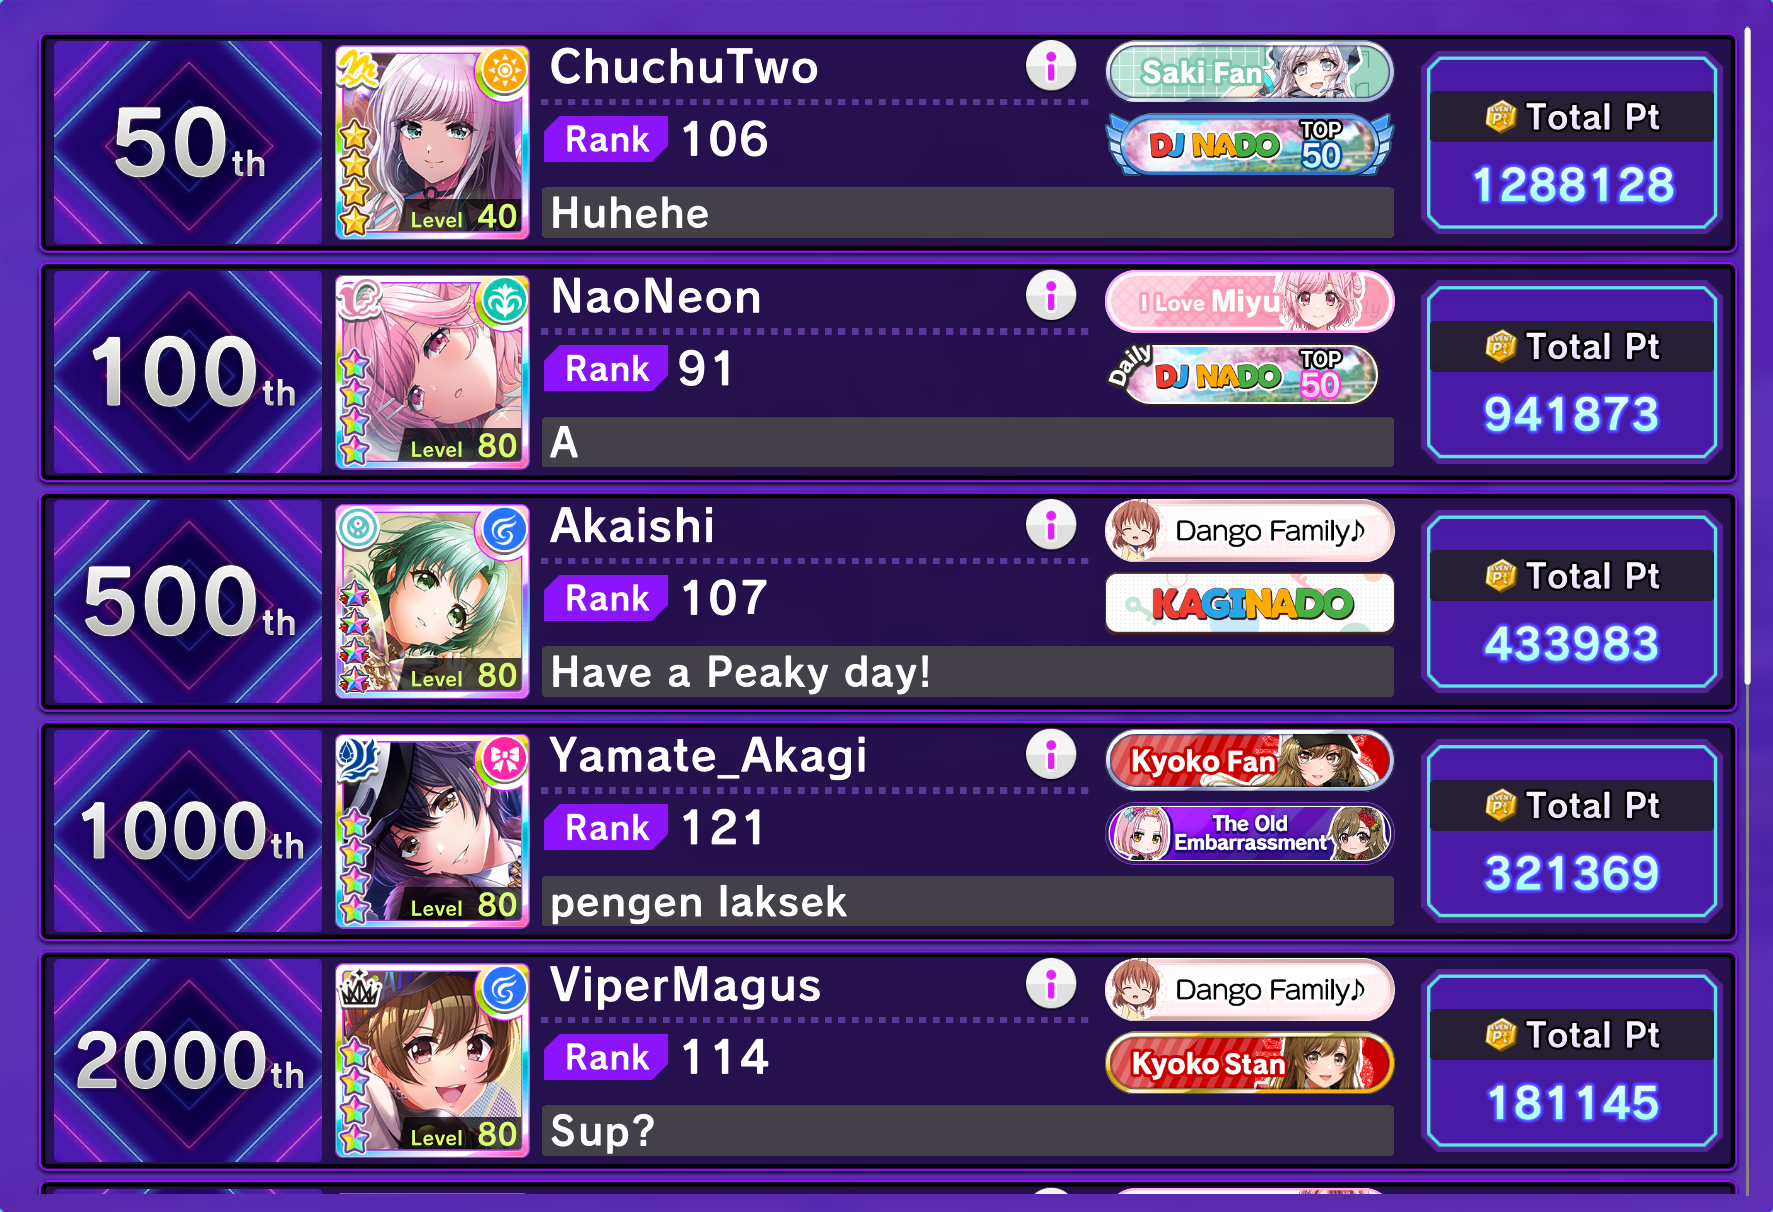 50th
Level 40
ChuchuTwo
Rank 106
Huhehe
Saki Fan
DJ NADO TOP 50
Total Pt
1288128
100th
Level 80
NaoNeon
Rank 91
A
I Love Miyu
Daily DJ NADO TOP 50
Total Pt
941873
500th
Level 80
Akaishi
Rank 107
Have a Peaky day!
Dango Family♪
KAGINADO
Total Pt
433983
1000th
Level 80
Yamate_Akagi
Rank 121
pengen laksek
Kyoko Fan
The Old
Embarrassment
Total Pt
321369
2000th
Level 80
ViperMagus
Rank 114
Sup?
Dango Family♪
Kyoko Stan
Total Pt
181145